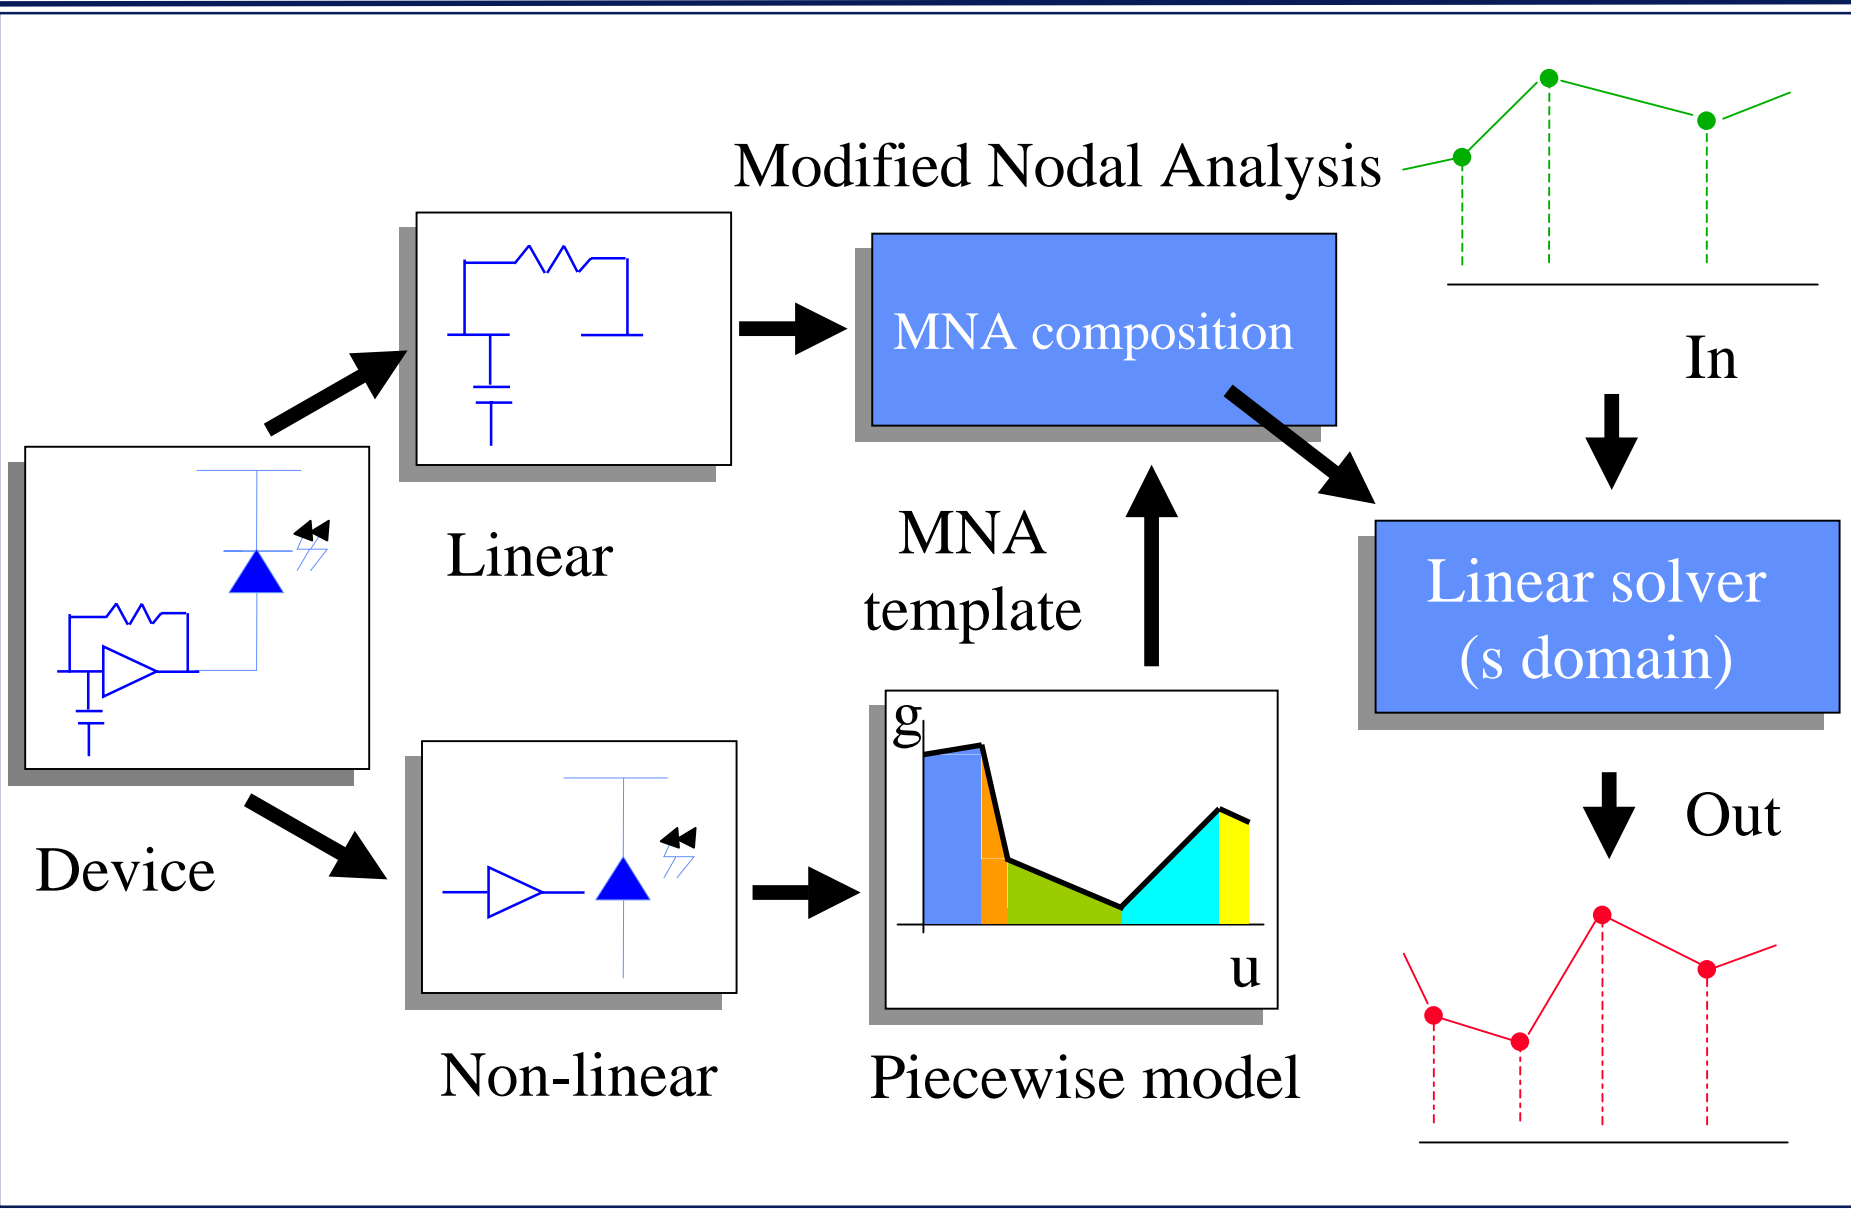 Modified Nodal Analysis
MNA composition
In
Linear
MNA
template
Linear solver
(s domain)
Device
g
u
Out
Non-linear
Piecewise model